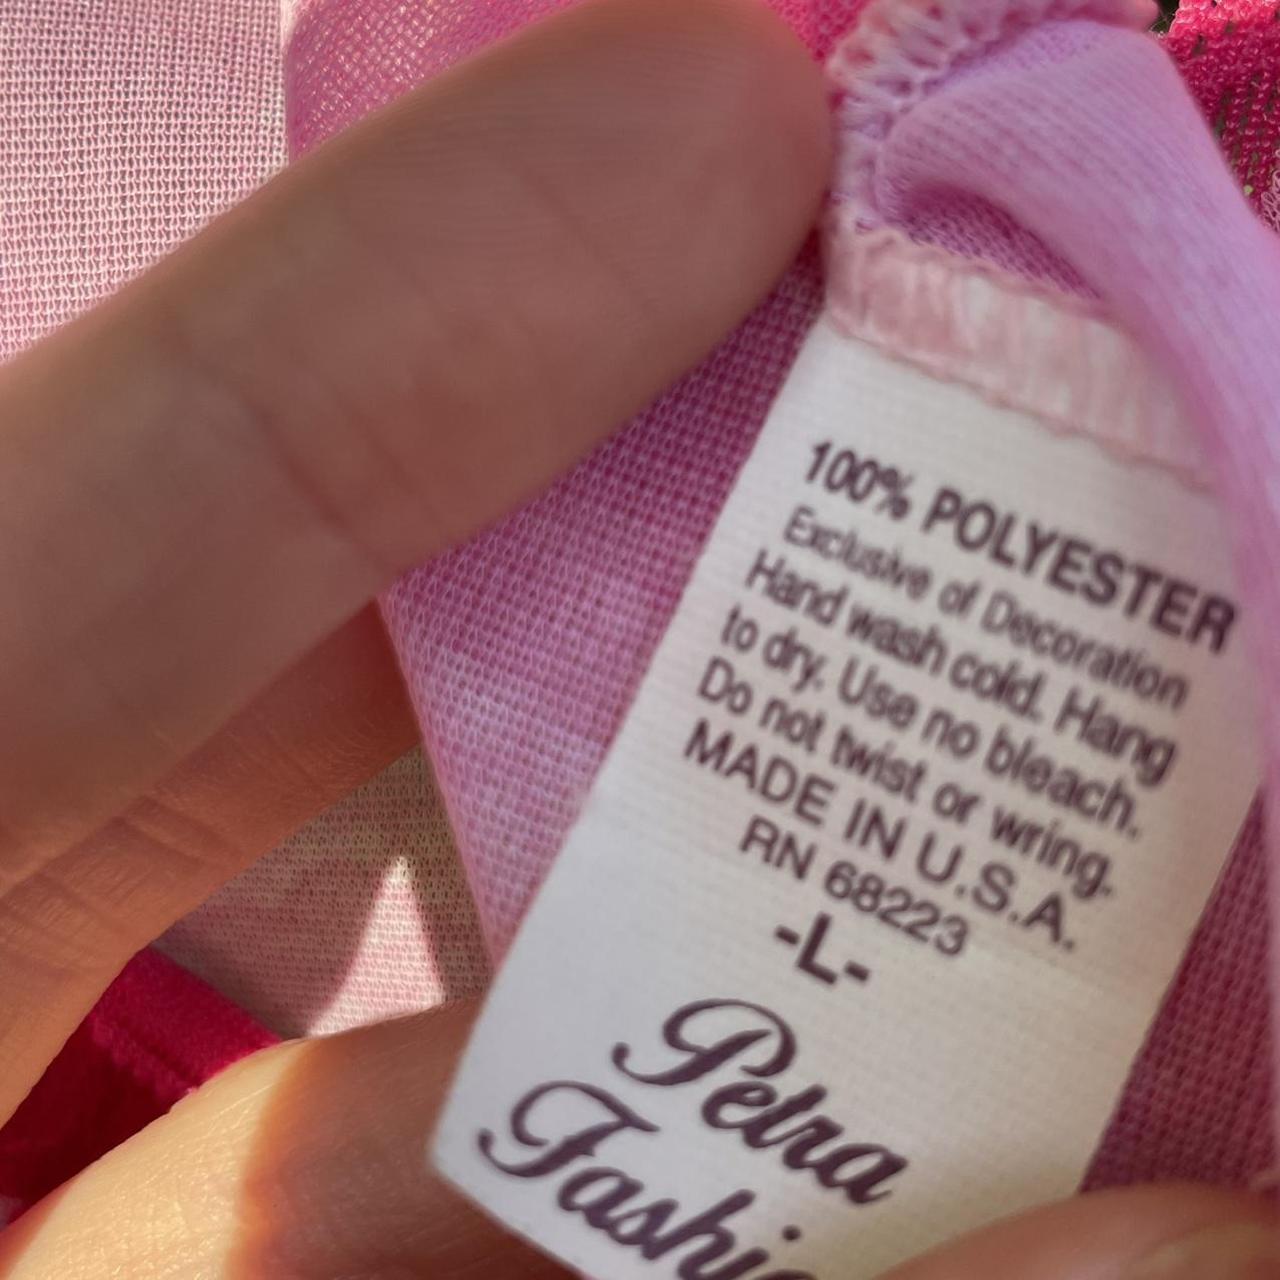 100% POLYESTER
Exclusive of Decoration
Hand wash cold. Hang
to dry. Use no bleach.
Do not twist or wring.
MADE IN U.S.A.
RN 68223
-L-
Petra
Fashi